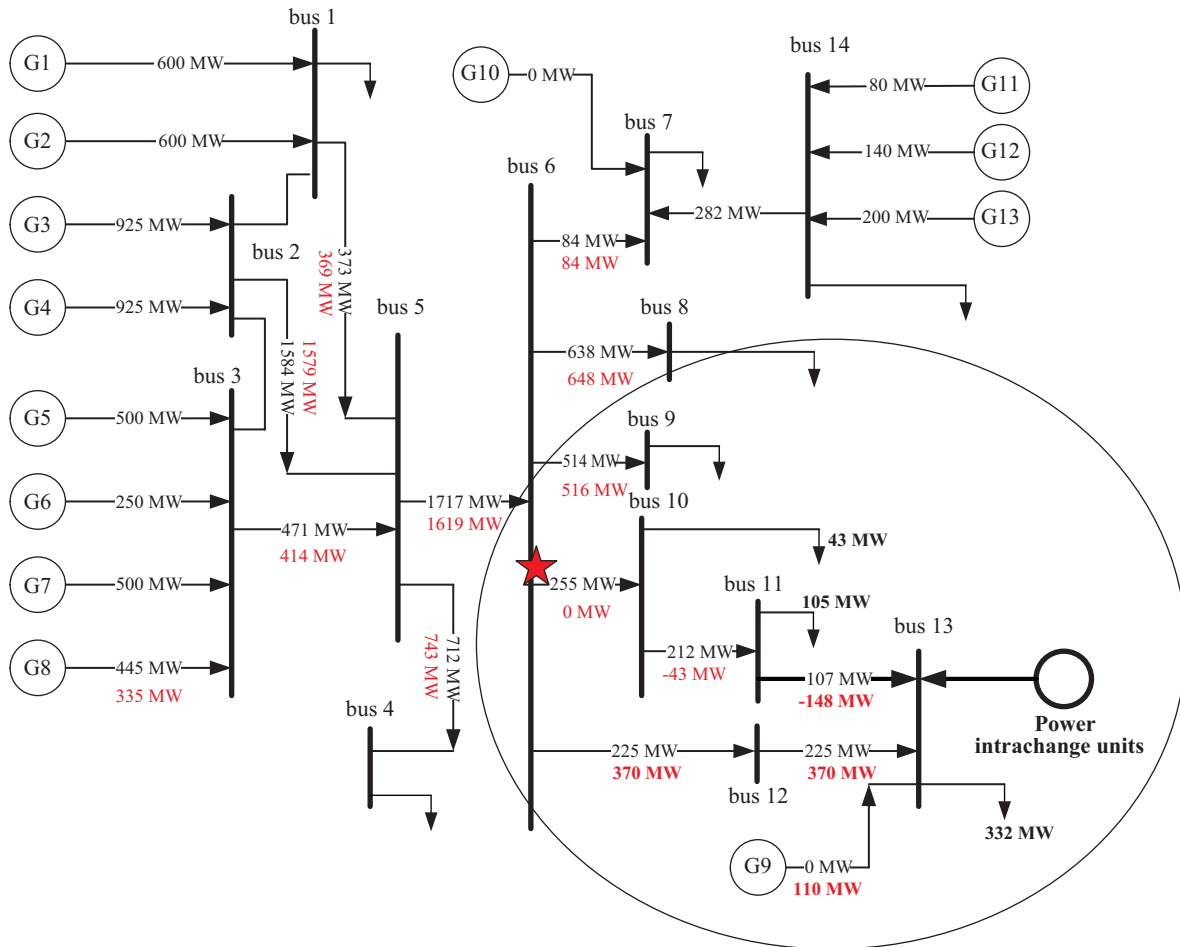 bus 1
G1
600 MW
G10
0 MW
bus 14
80 MW
G11
G2
600 MW
bus 7
140 MW
G12
bus 6
G3
925 MW
282 MW
200 MW
G13
bus 2
84 MW
84 MW
373 MW
369 MW
G4
925 MW
bus 5
bus 8
1584 MW
1579 MW
638 MW
648 MW
bus 3
G5
500 MW
bus 9
514 MW
516 MW
G6
250 MW
1717 MW
1619 MW
bus 10
471 MW
414 MW
43 MW
G7
500 MW
255 MW
0 MW
bus 11
105 MW
bus 13
712 MW
743 MW
212 MW
-43 MW
G8
445 MW
335 MW
107 MW
-148 MW
bus 4
Power
intrachange units
225 MW
370 MW
225 MW
370 MW
bus 12
332 MW
G9
0 MW
110 MW